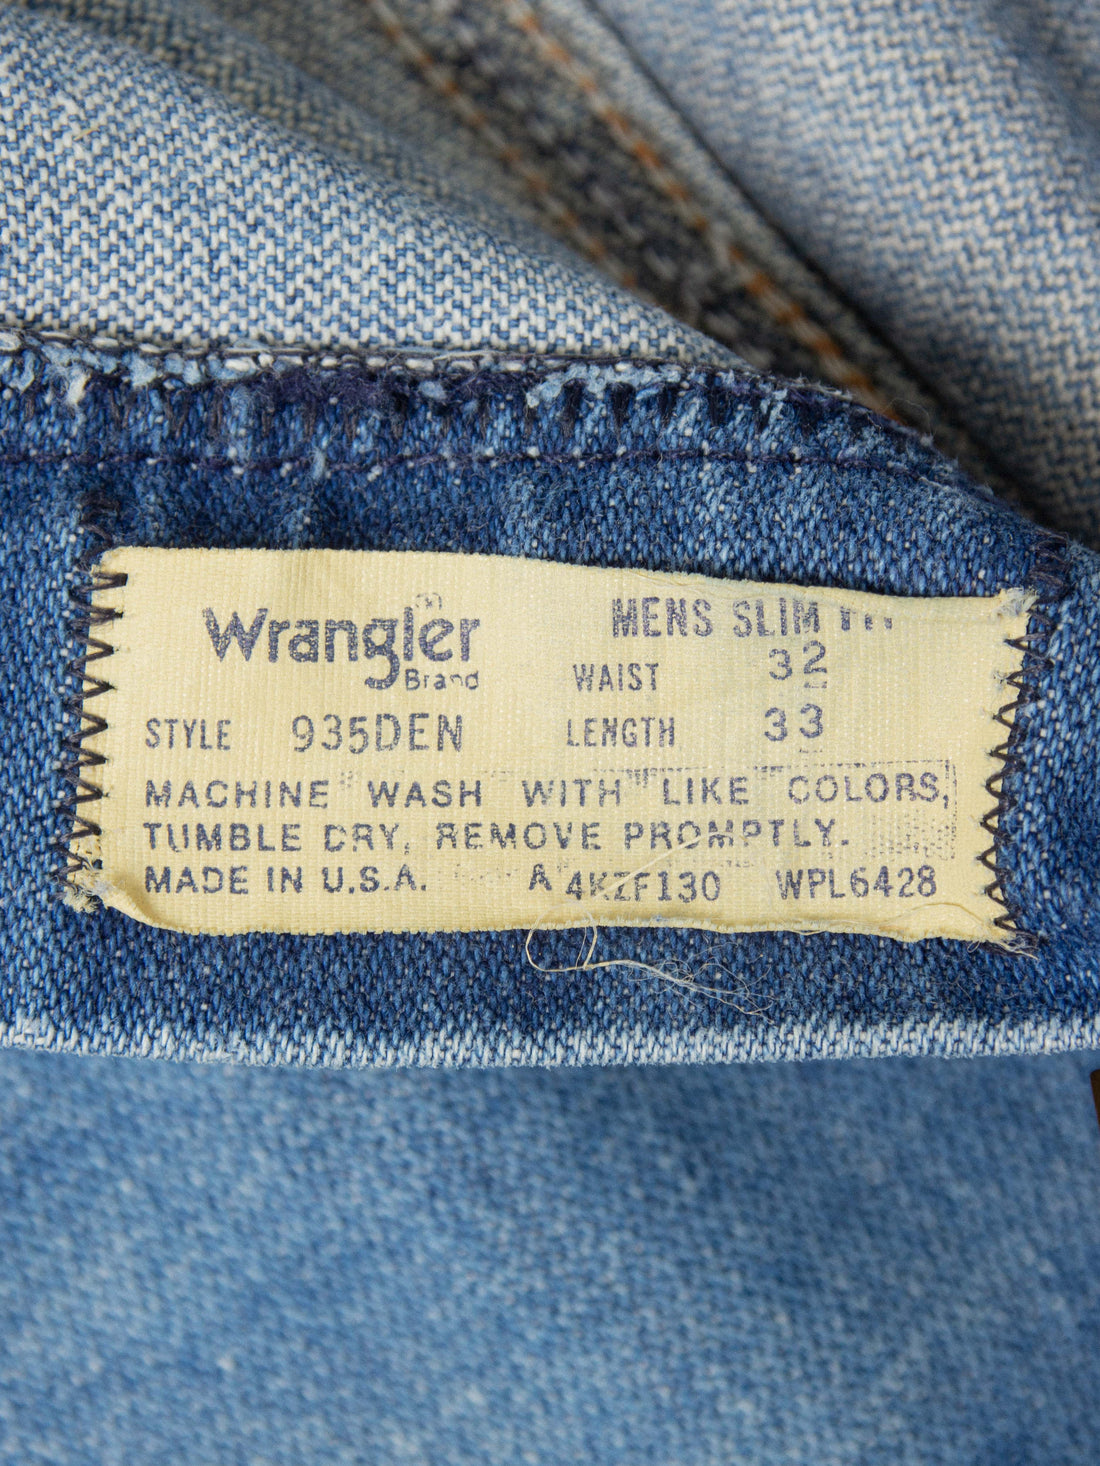 Wrangler®
Brand
MENS SLIM FIT
WAIST 32
STYLE 935DEN LENGTH 33
MACHINE WASH WITH LIKE COLORS,
TUMBLE DRY, REMOVE PROMPTLY.
MADE IN U.S.A. A 4KZF130 WPL6428